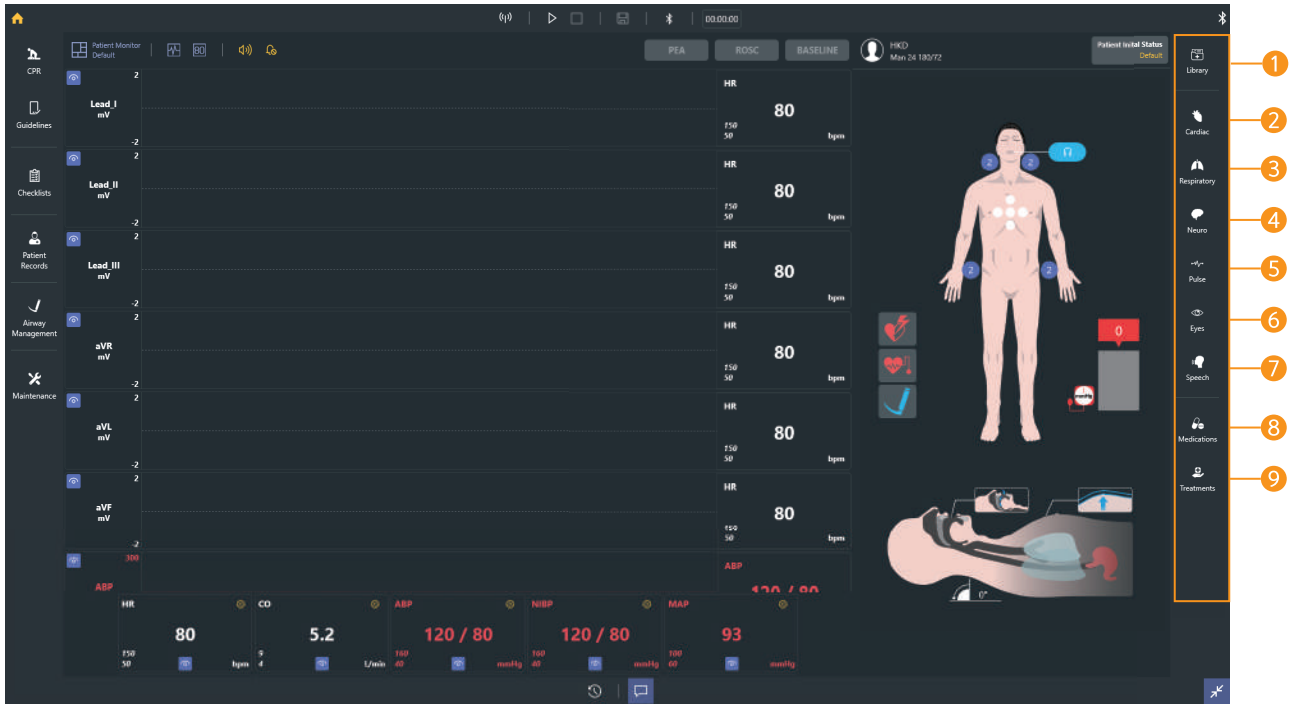 00:00:00
CPR
Guidelines
Checklists
Patient
Records
Airway
Management
Maintenance
Patient Monitor
Default
80
PEA
ROSC
BASELINE
HKD
Man 24 180/72
Patient Inital Status
Default
2
Lead_I
mV
-2
HR
80
150
50
bpm
2
Lead_II
mV
-2
HR
80
150
50
bpm
2
Lead_III
mV
-2
HR
80
150
50
bpm
2
aVR
mV
-2
HR
80
150
50
bpm
2
aVL
mV
-2
HR
80
150
50
bpm
2
aVF
mV
-2
HR
80
150
50
bpm
300
ABP
ABP
120 / 80
HR
80
150
50
bpm
CO
5.2
9
4
L/min
ABP
120 / 80
160
40
mmHg
NIBP
120 / 80
160
40
mmHg
MAP
93
100
60
mmHg
2
2
2
2
0
mmHg
0°
Library
Cardiac
Respiratory
Neuro
Pulse
Eyes
Speech
Medications
Treatments
1
2
3
4
5
6
7
8
9